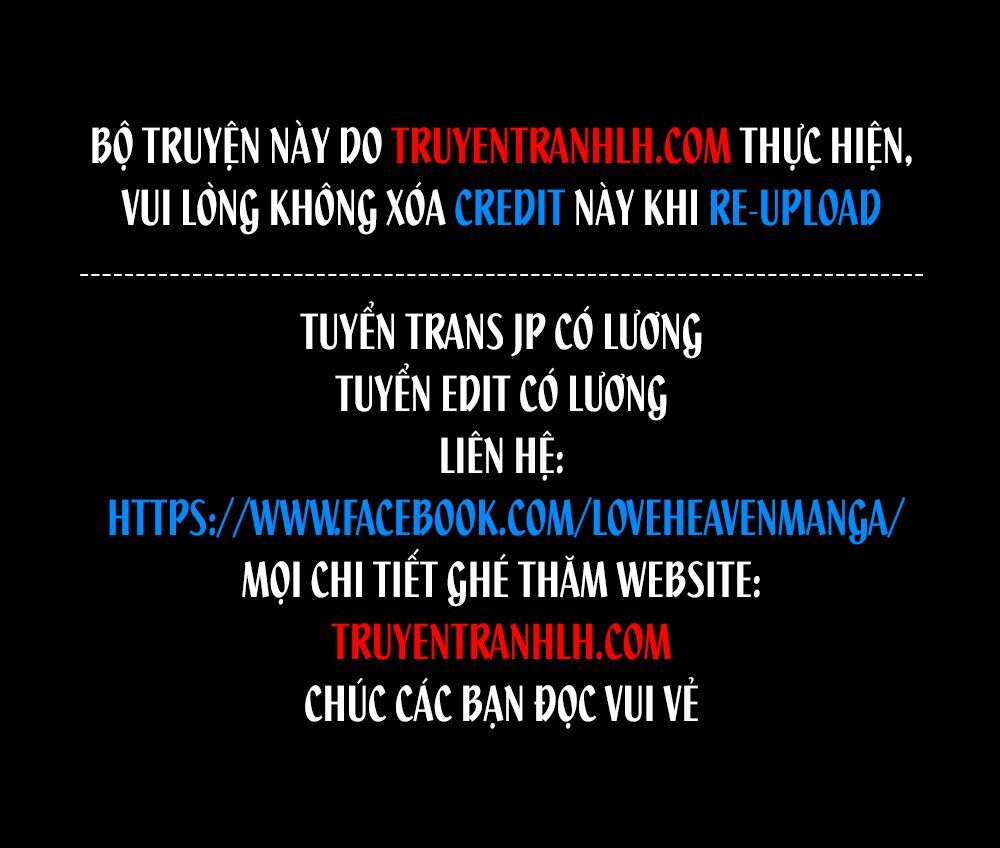 BỘ TRUYỆN NÀY DO TRUYENTRANHLH.COM THỰC HIỆN,
VUI LÒNG KHÔNG XÓA CREDIT NÀY KHI RE-UPLOAD
--------------------------------------------------------------------------------
TUYỂN TRANS JP CÓ LƯƠNG
TUYỂN EDIT CÓ LƯƠNG
LIÊN HỆ:
HTTPS://WWW.FACEBOOK.COM/LOVEHEAVENMANGA/
MỌI CHI TIẾT GHÉ THĂM WEBSITE:
TRUYENTRANHLH.COM
CHÚC CÁC BẠN ĐỌC VUI VẺ